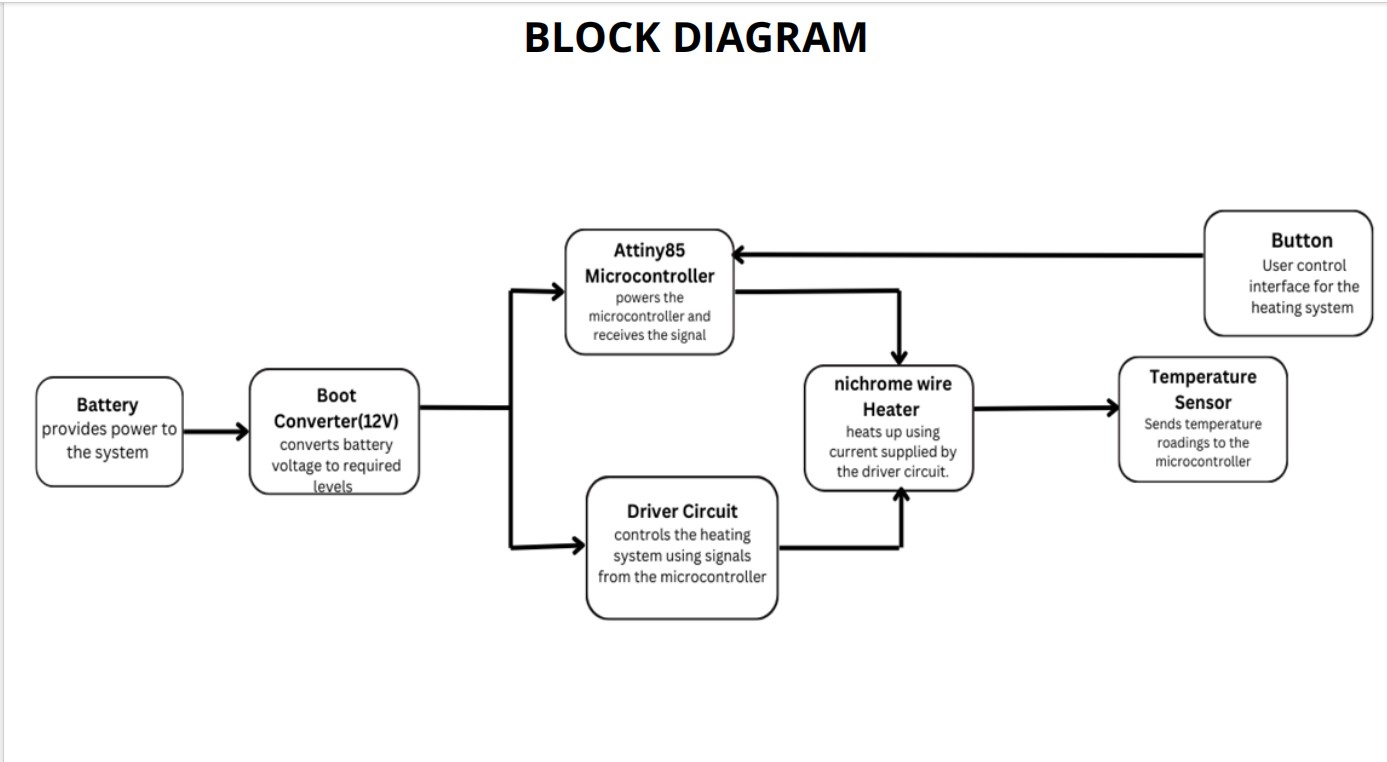 BLOCK DIAGRAM
Attiny85
Microcontroller
powers the
microcontroller and
receives the signal
Button
User control
interface for the
heating system
Battery
provides power to
the system
Boot
Converter(12V)
converts battery
voltage to required
levels
nichrome wire
Heater
heats up using
current supplied by
the driver circuit.
Temperature
Sensor
Sends temperature
roadings to the
microcontroller
Driver Circuit
controls the heating
system using signals
from the microcontroller